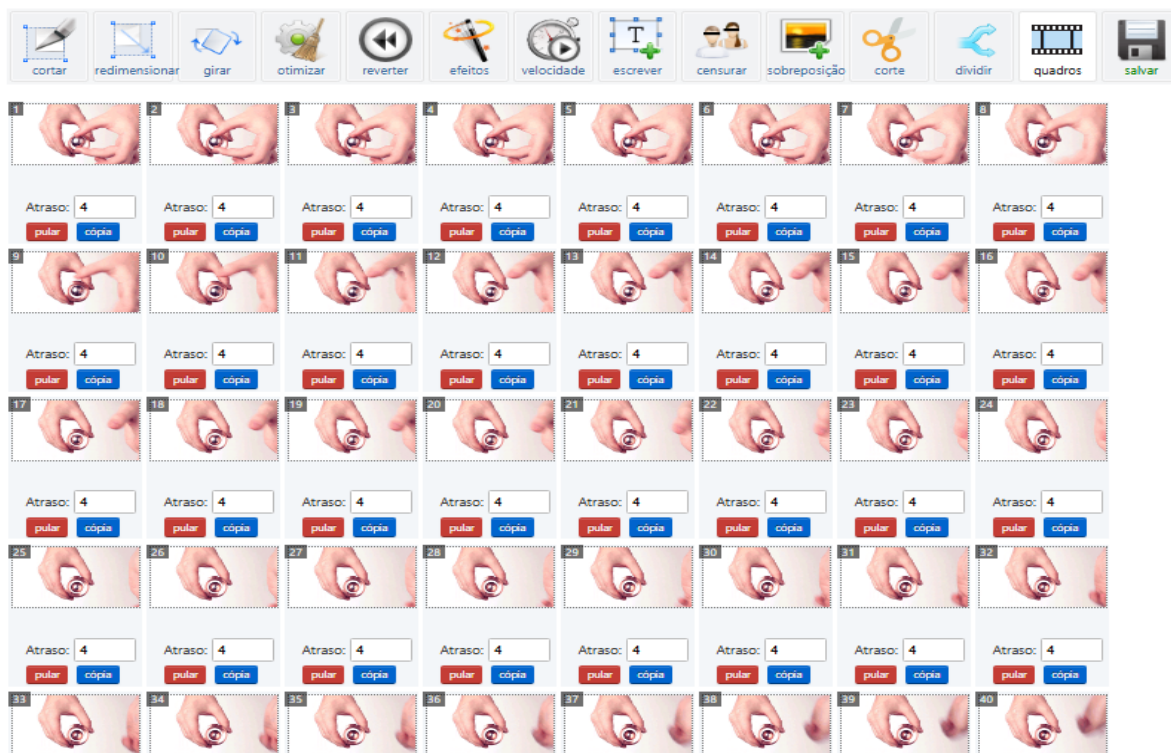 cortar redimensionar girar otimizar reverter efeitos velocidade escrever censurar sobreposição corte dividir quadros salvar
1 2 3 4 5 6 7 8
Atraso: 4 Atraso: 4 Atraso: 4 Atraso: 4 Atraso: 4 Atraso: 4 Atraso: 4 Atraso: 4
pular cópia pular cópia pular cópia pular cópia pular cópia pular cópia pular cópia pular cópia
9 10 11 12 13 14 15 16
Atraso: 4 Atraso: 4 Atraso: 4 Atraso: 4 Atraso: 4 Atraso: 4 Atraso: 4 Atraso: 4
pular cópia pular cópia pular cópia pular cópia pular cópia pular cópia pular cópia pular cópia
17 18 19 20 21 22 23 24
Atraso: 4 Atraso: 4 Atraso: 4 Atraso: 4 Atraso: 4 Atraso: 4 Atraso: 4 Atraso: 4
pular cópia pular cópia pular cópia pular cópia pular cópia pular cópia pular cópia pular cópia
25 26 27 28 29 30 31 32
Atraso: 4 Atraso: 4 Atraso: 4 Atraso: 4 Atraso: 4 Atraso: 4 Atraso: 4 Atraso: 4
pular cópia pular cópia pular cópia pular cópia pular cópia pular cópia pular cópia pular cópia
33 34 35 36 37 38 39 40